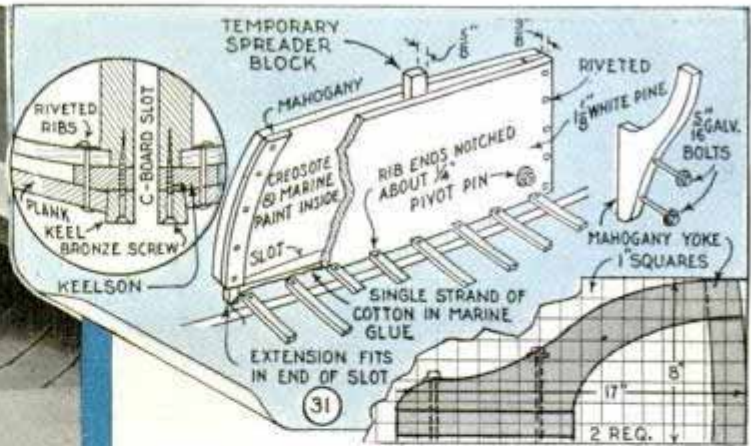 TEMPORARY
SPREADER
BLOCK
5/8"
RIVETED
MAHOGANY
1 1/8" WHITE PINE
RIVETED
RIBS
C-BOARD SLOT
CREOSOTE
& MARINE
PAINT INSIDE
RIB ENDS NOTCHED
ABOUT 1/4"
PIVOT PIN
5/16" GALV.
BOLTS
PLANK
KEEL
BRONZE SCREW
KEELSON
SLOT
MAHOGANY YOKE
1" SQUARES
SINGLE STRAND OF
COTTON IN MARINE
GLUE
EXTENSION FITS
IN END OF SLOT
31
8"
17"
2 REQ.